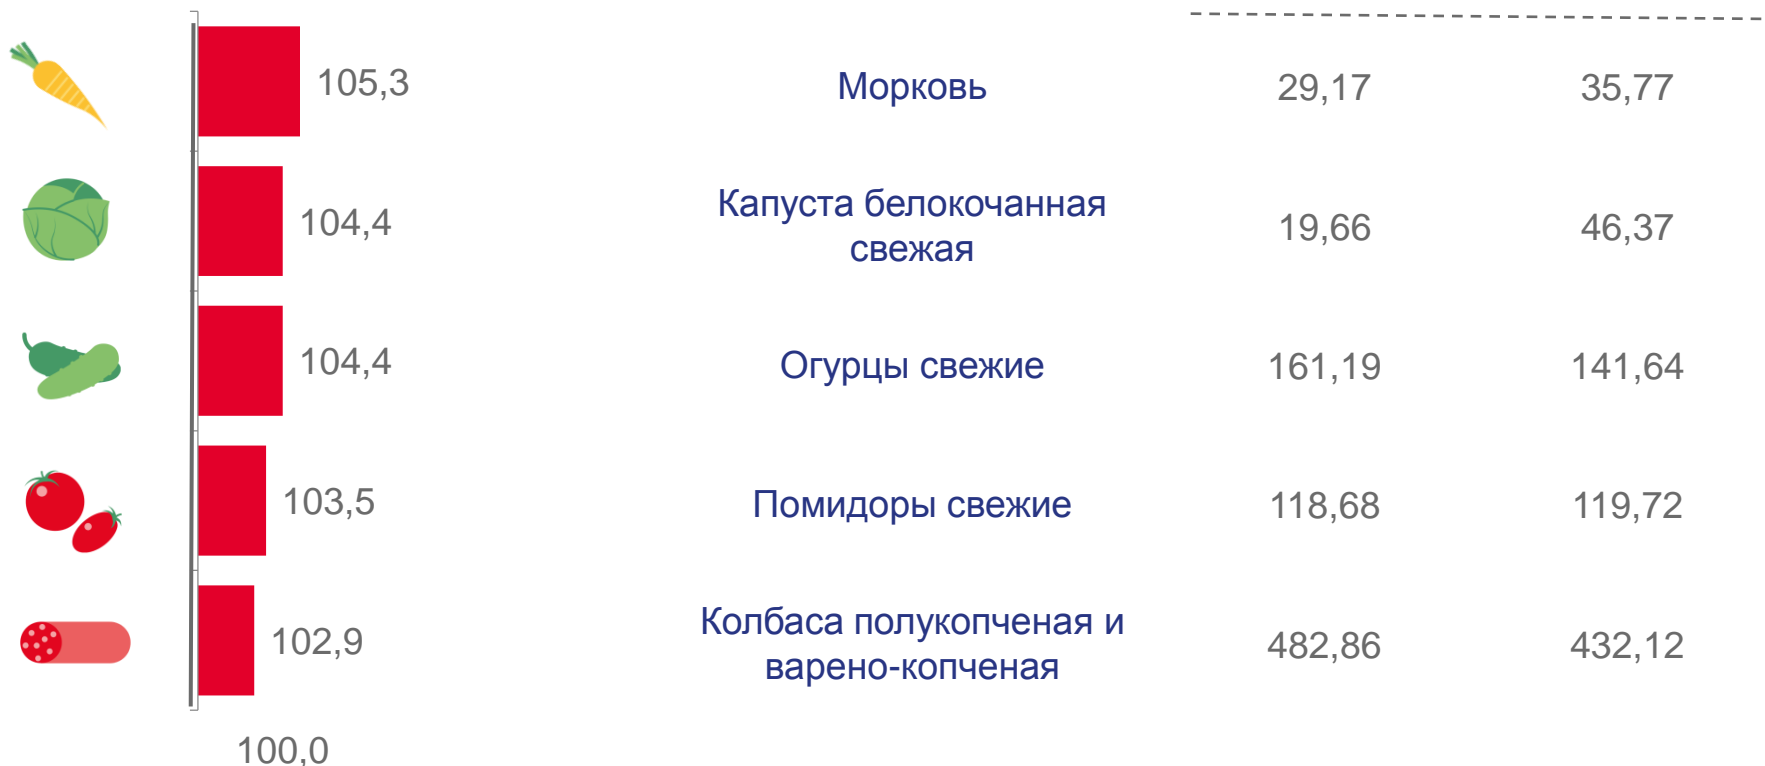 105,3 Морковь 29,17 35,77
104,4 Капуста белокочанная
свежая 19,66 46,37
104,4 Огурцы свежие 161,19 141,64
103,5 Помидоры свежие 118,68 119,72
102,9 Колбаса полукопченая и
варено-копченая 482,86 432,12
100,0